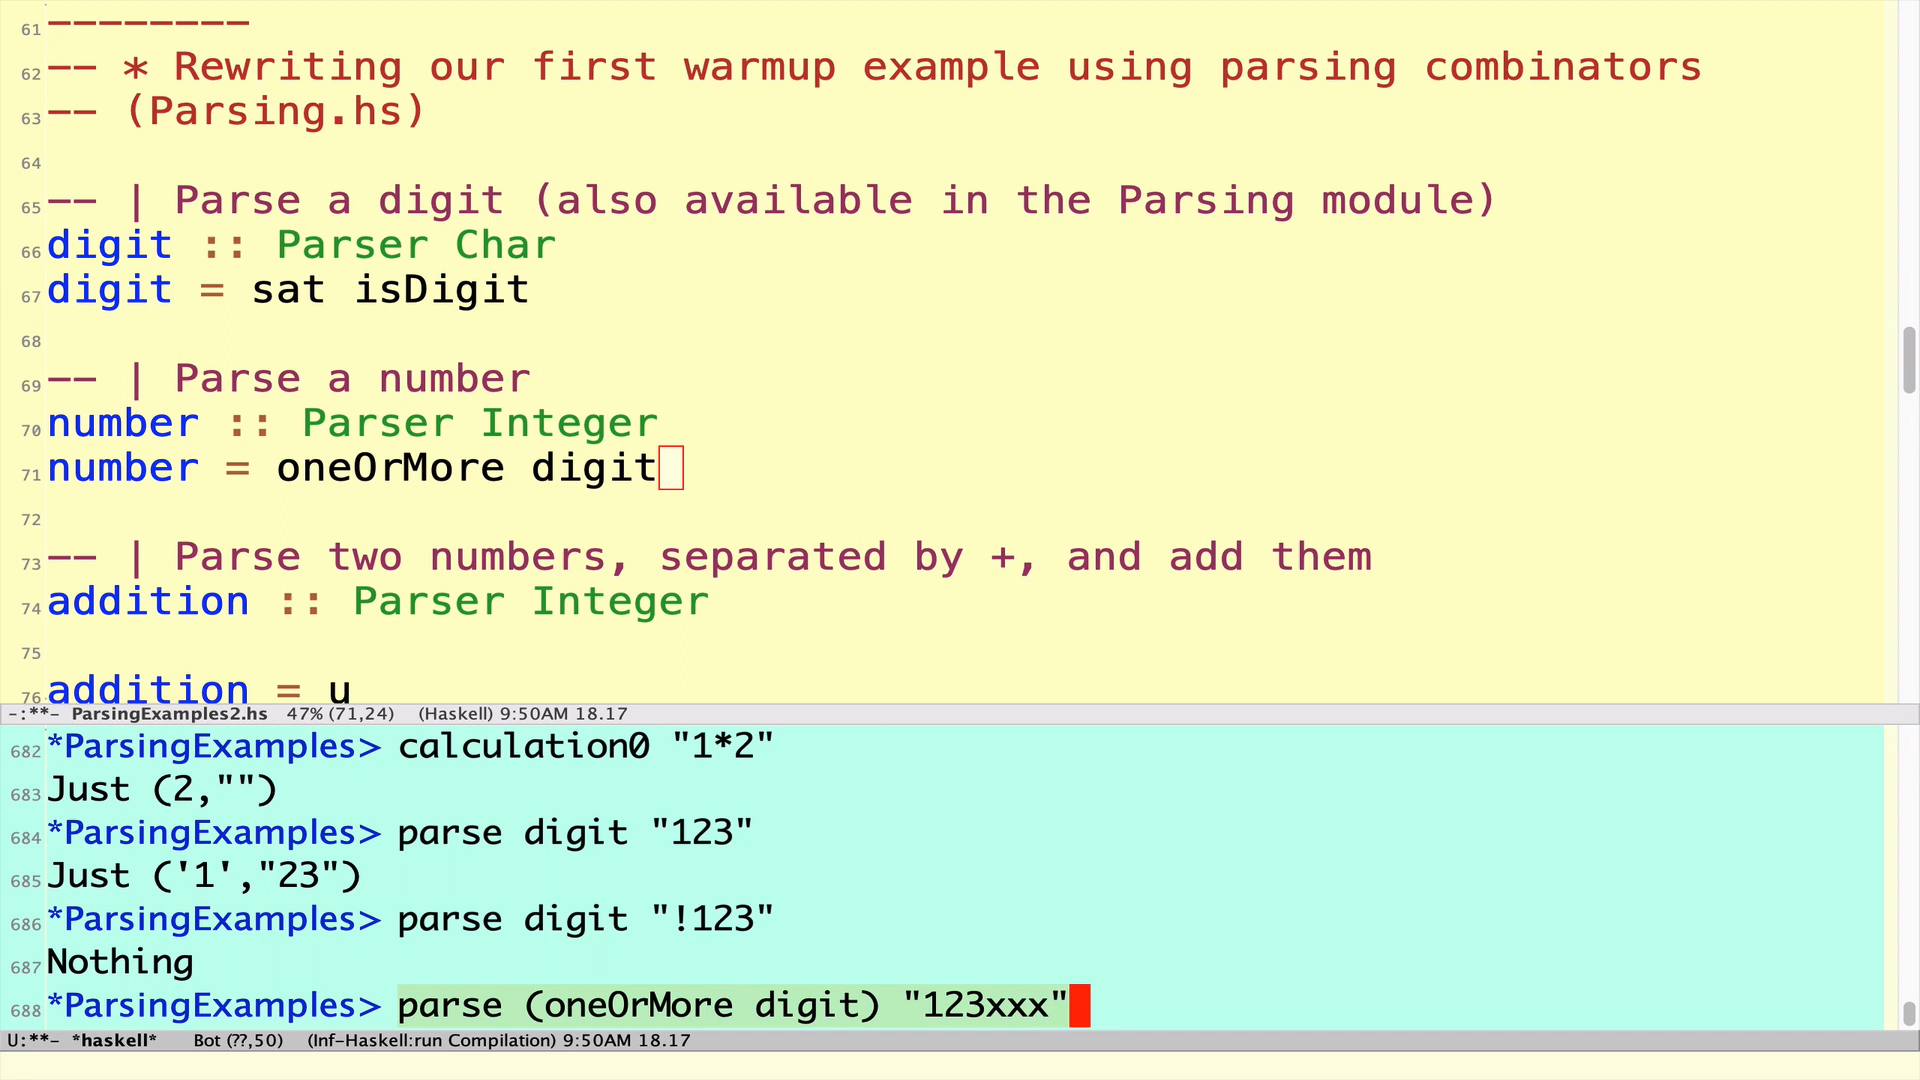 61 --------
62 -- * Rewriting our first warmup example using parsing combinators
63 -- (Parsing.hs)
64
65 -- | Parse a digit (also available in the Parsing module)
66 digit :: Parser Char
67 digit = sat isDigit
68
69 -- | Parse a number
70 number :: Parser Integer
71 number = oneOrMore digit
72
73 -- | Parse two numbers, separated by +, and add them
74 addition :: Parser Integer
75
76 addition = u
-:**-  ParsingExamples2.hs   47% (71,24)   (Haskell) 9:50AM 18.17
682 *ParsingExamples> calculation0 "1*2"
683 Just (2,"")
684 *ParsingExamples> parse digit "123"
685 Just ('1',"23")
686 *ParsingExamples> parse digit "!123"
687 Nothing
688 *ParsingExamples> parse (oneOrMore digit) "123xxx"
U:**-  *haskell*     Bot (??,50)   (Inf-Haskell:run Compilation) 9:50AM 18.17